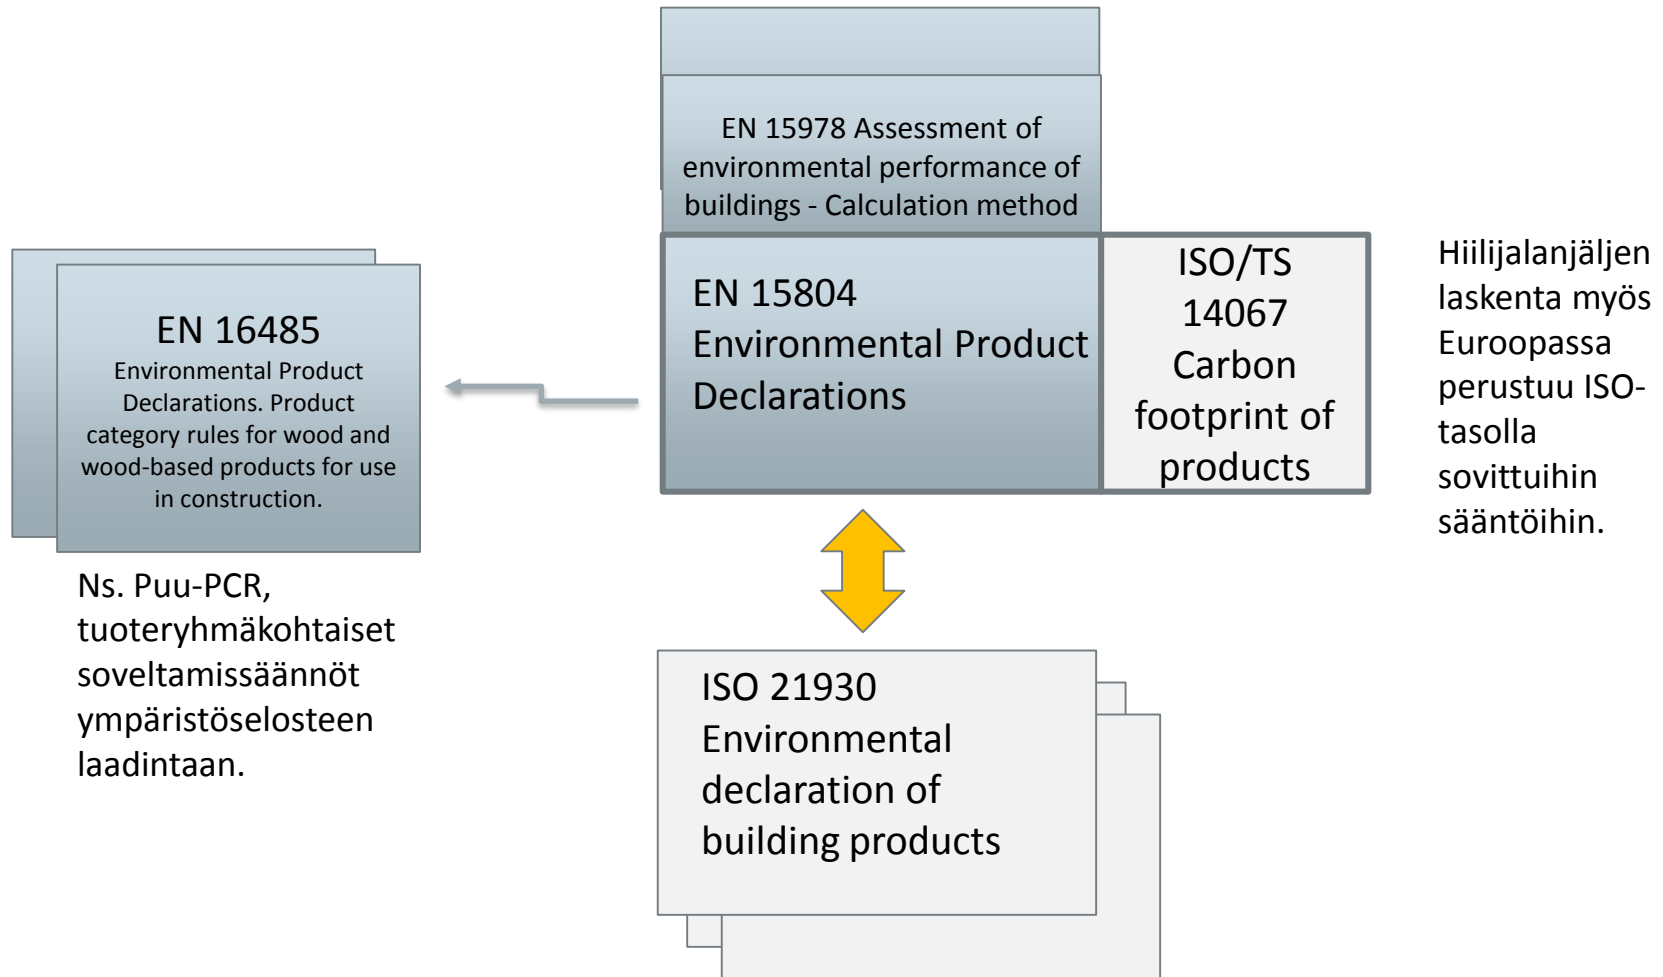 EN 15978 Assessment of
environmental performance of
buildings - Calculation method
EN 15804
Environmental Product
Declarations
ISO/TS
14067
Carbon
footprint of
products
Hiilijalanjäljen
laskenta myös
Euroopassa
perustuu ISO-
tasolla
sovittuihin
sääntöihin.
EN 16485
Environmental Product
Declarations. Product
category rules for wood and
wood-based products for use
in construction.
Ns. Puu-PCR,
tuoteryhmäkohtaiset
soveltamissäännöt
ympäristöselosteen
laadintaan.
ISO 21930
Environmental
declaration of
building products